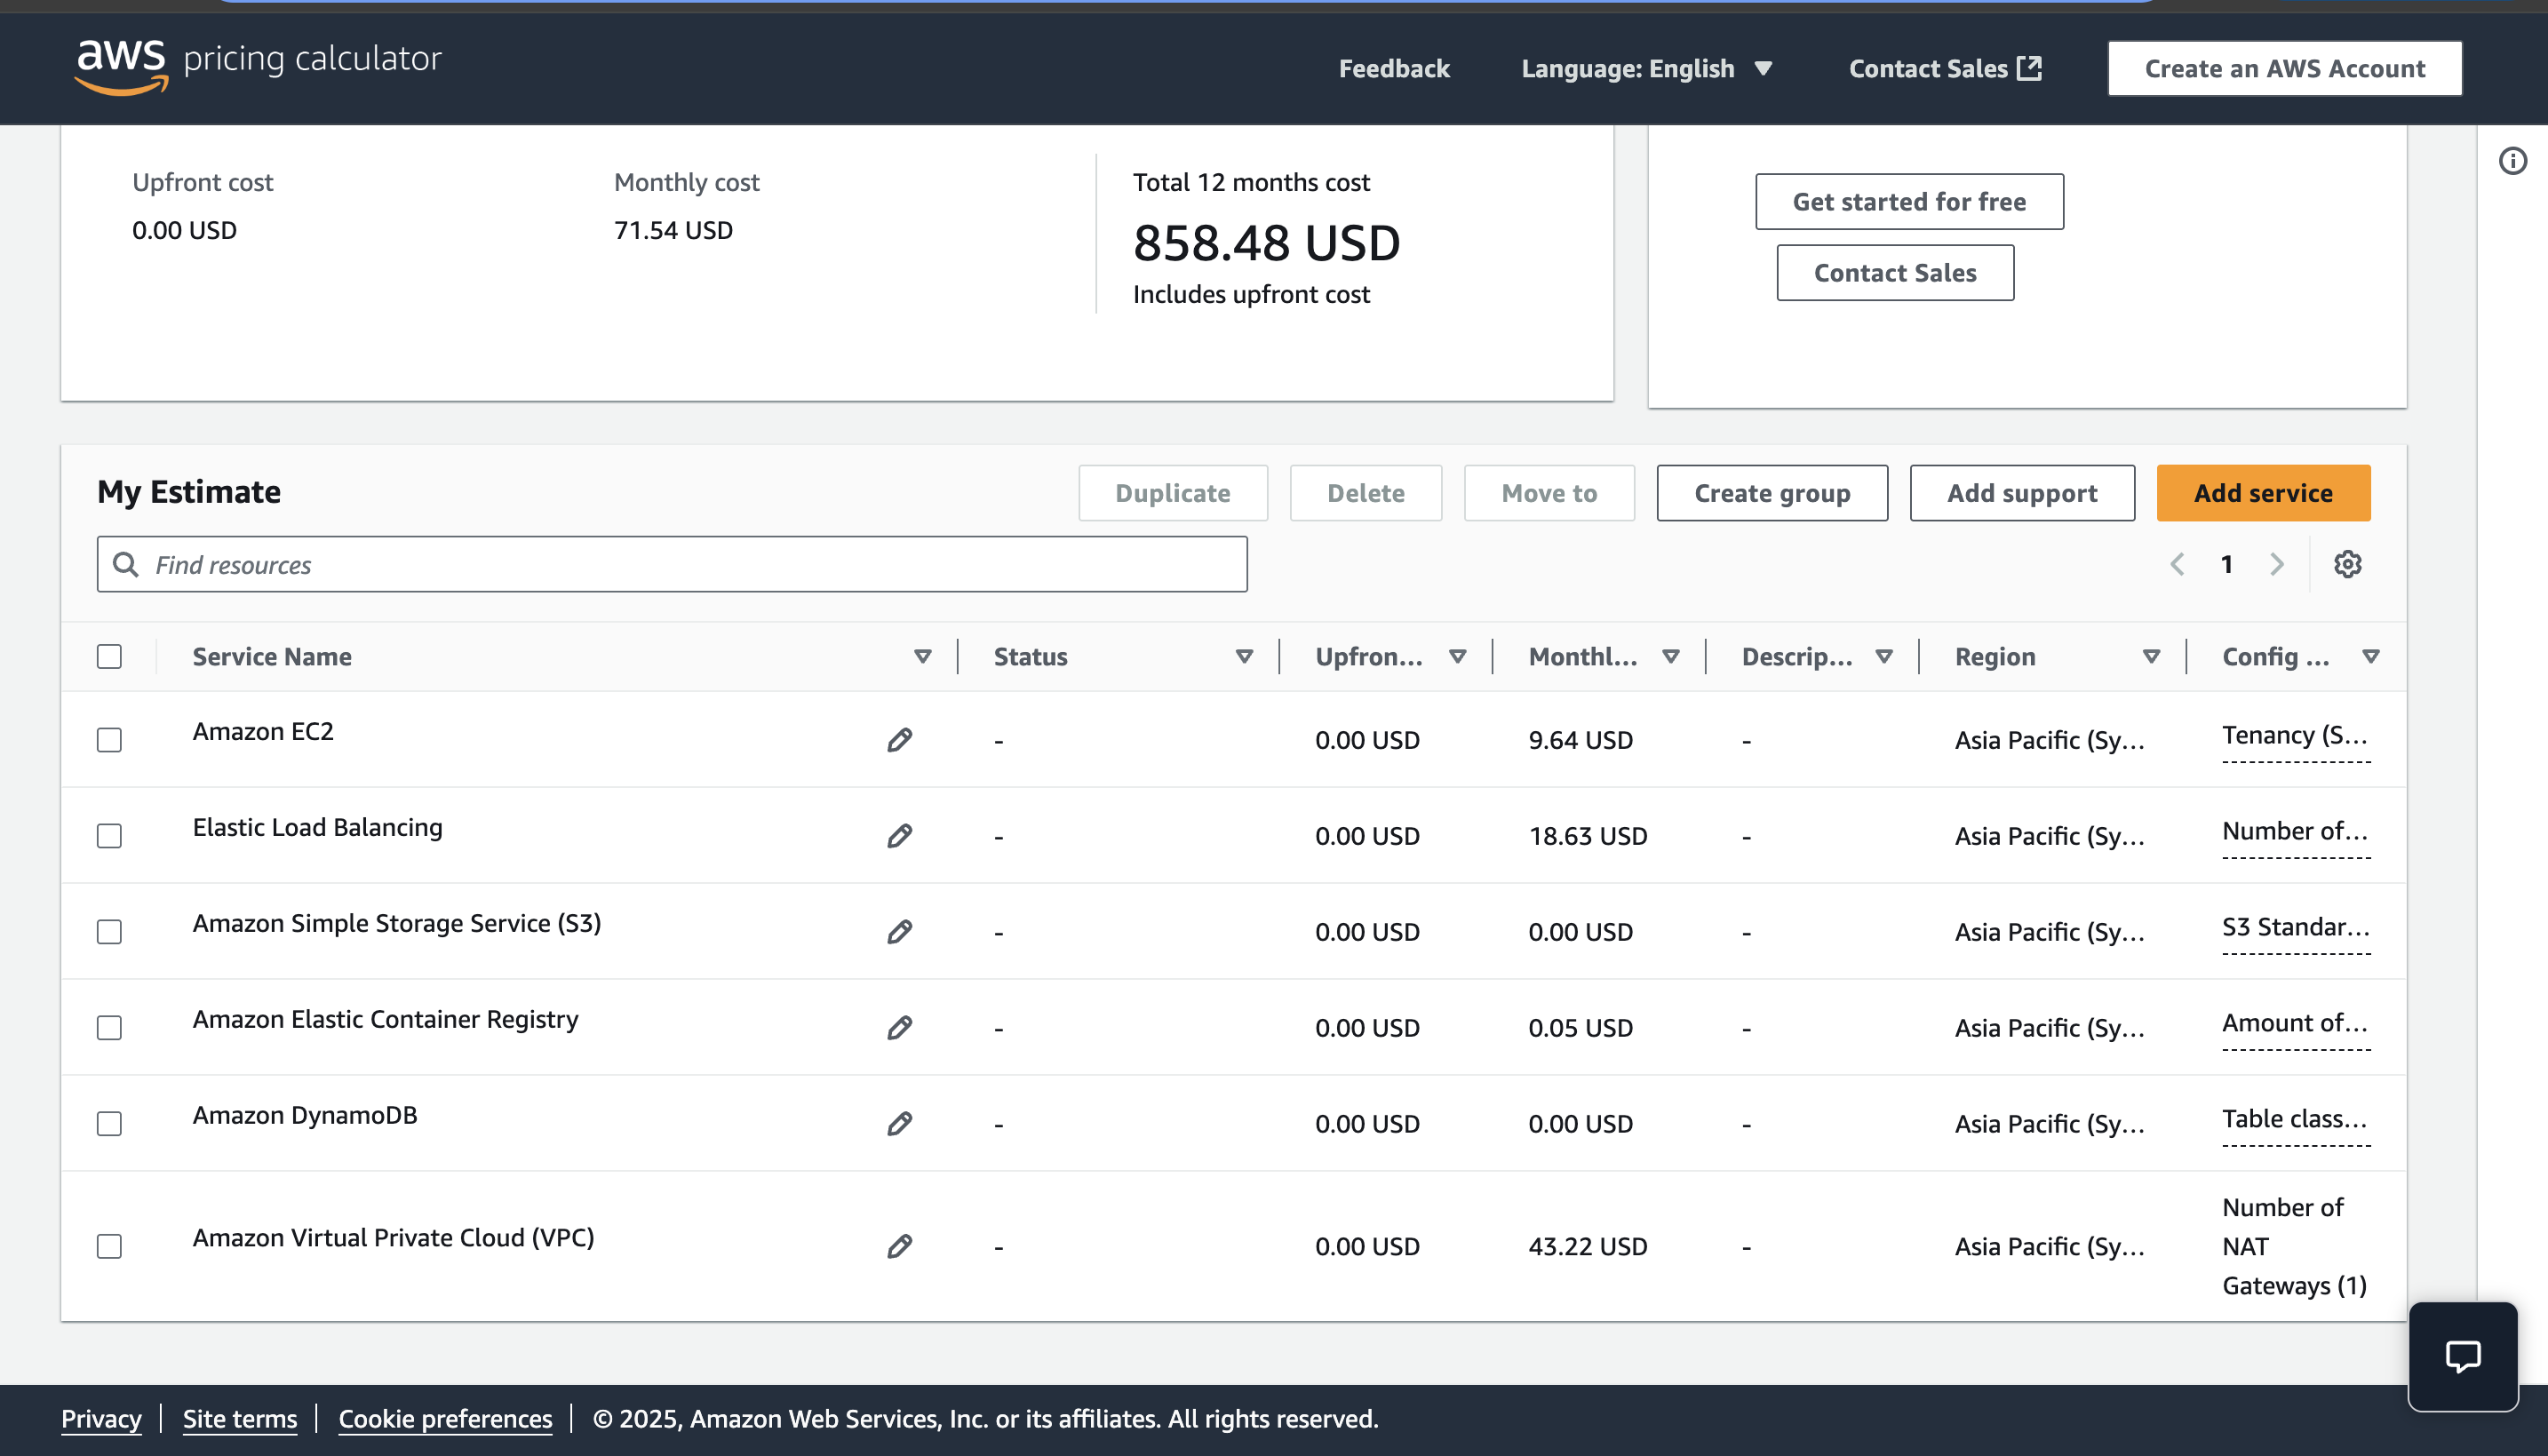 aws pricing calculator Feedback Language: English Contact Sales Create an AWS Account
Upfront cost Monthly cost Total 12 months cost
0.00 USD 71.54 USD 858.48 USD
Includes upfront cost
Get started for free
Contact Sales
My Estimate Duplicate Delete Move to Create group Add support Add service
Find resources 1
Service Name Status Upfron... Monthl... Descrip... Region Config ...
Amazon EC2 - 0.00 USD 9.64 USD - Asia Pacific (Sy... Tenancy (S...
Elastic Load Balancing - 0.00 USD 18.63 USD - Asia Pacific (Sy... Number of...
Amazon Simple Storage Service (S3) - 0.00 USD 0.00 USD - Asia Pacific (Sy... S3 Standar...
Amazon Elastic Container Registry - 0.00 USD 0.05 USD - Asia Pacific (Sy... Amount of...
Amazon DynamoDB - 0.00 USD 0.00 USD - Asia Pacific (Sy... Table class...
Amazon Virtual Private Cloud (VPC) - 0.00 USD 43.22 USD - Asia Pacific (Sy... Number of
NAT
Gateways (1)
Privacy Site terms Cookie preferences © 2025, Amazon Web Services, Inc. or its affiliates. All rights reserved.